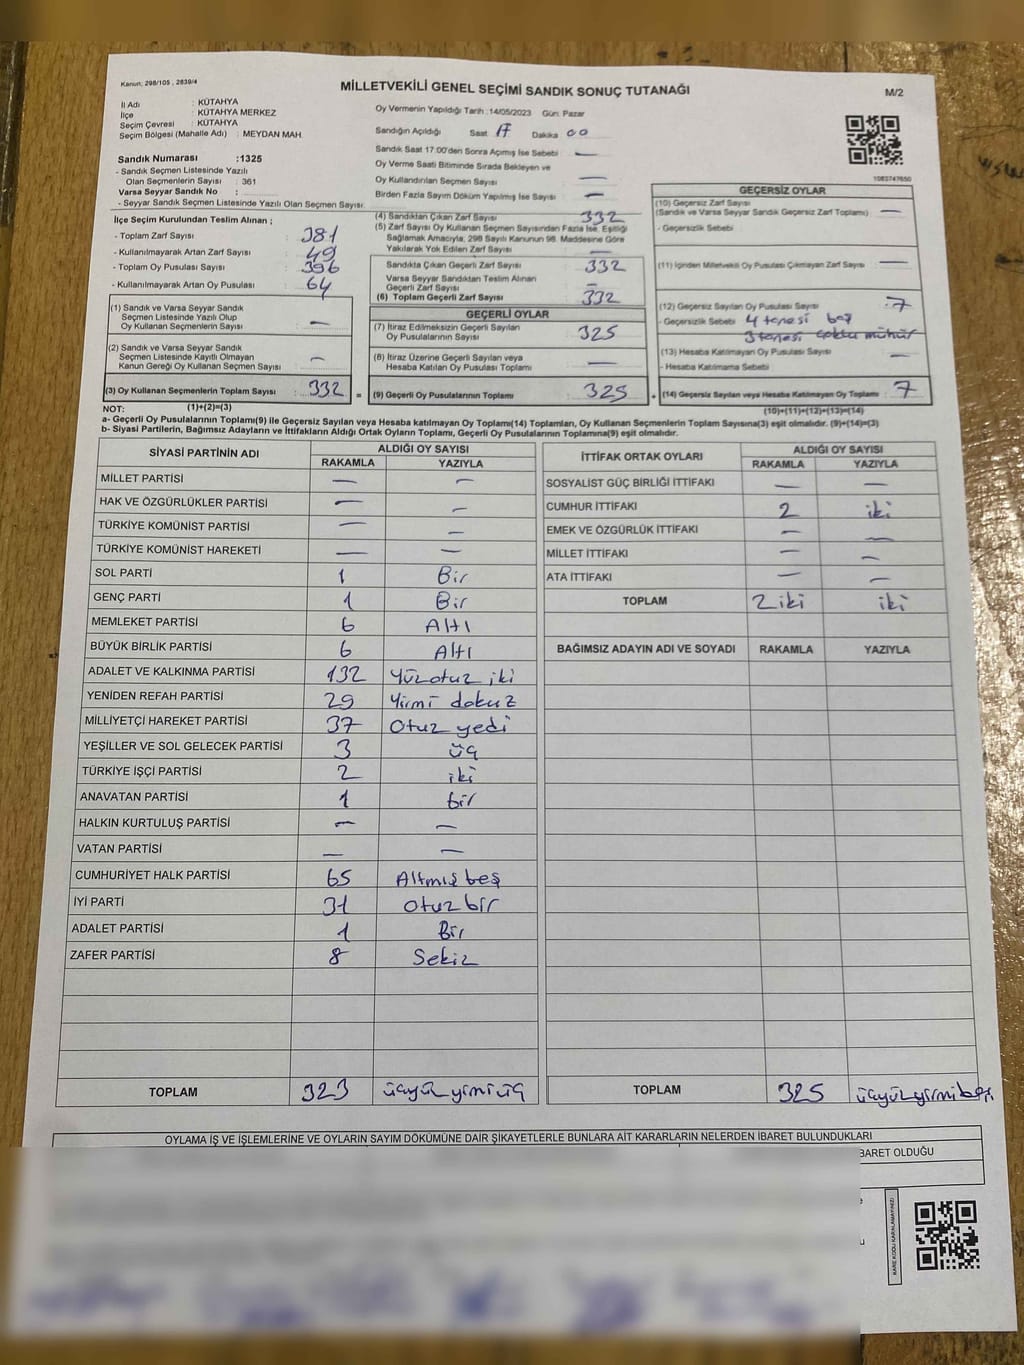 Kanun: 298/105 , 2839/4
MİLLETVEKİLİ GENEL SEÇİMİ SANDIK SONUÇ TUTANAĞI
M/2
İl Adı : KÜTAHYA
İlçe : KÜTAHYA MERKEZ
Seçim Çevresi : KÜTAHYA
Seçim Bölgesi (Mahalle Adı) : MEYDAN MAH.
Sandık Numarası :1325
- Sandık Seçmen Listesinde Yazılı
Olan Seçmenlerin Sayısı : 361
Varsa Seyyar Sandık No :
- Seyyar Sandık Seçmen Listesinde Yazılı Olan Seçmen Sayısı:
Oy Vermenin Yapıldığı Tarih :14/05/2023 Gün: Pazar
Sandığın Açıldığı Saat 17 Dakika 00
Sandık Saat 17:00'den Sonra Açılmış İse Sebebi : —
Oy Verme Saati Bitiminde Sırada Bekleyen ve
Oy Kullandırılan Seçmen Sayısı : —
Birden Fazla Sayım Döküm Yapılmış İse Sayısı : —
1083747650
İlçe Seçim Kurulundan Teslim Alınan ;
- Toplam Zarf Sayısı : 381
- Kullanılmayarak Artan Zarf Sayısı : 49
- Toplam Oy Pusulası Sayısı : 396
- Kullanılmayarak Artan Oy Pusulası Sayısı : 64
(1) Sandık ve Varsa Seyyar Sandık
Seçmen Listesinde Yazılı Olup
Oy Kullanan Seçmenlerin Sayısı : —
(2) Sandık ve Varsa Seyyar Sandık
Seçmen Listesinde Kayıtlı Olmayan
Kanun Gereği Oy Kullanan Seçmen Sayısı : —
(3) Oy Kullanan Seçmenlerin Toplam Sayısı : 332
(1)+(2)=(3)
(4) Sandıktan Çıkan Zarf Sayısı : 332
(5) Zarf Sayısı Oy Kullanan Seçmen Sayısından Fazla İse, Eşitliği
Sağlamak Amacıyla, 298 Sayılı Kanunun 98. Maddesine Göre
Yakılarak Yok Edilen Zarf Sayısı : —
Sandıkta Çıkan Geçerli Zarf Sayısı : 332
Varsa Seyyar Sandıktan Teslim Alınan
Geçerli Zarf Sayısı : —
(6) Toplam Geçerli Zarf Sayısı : 332
GEÇERLİ OYLAR
(7) İtiraz Edilmeksizin Geçerli Sayılan
Oy Pusulalarının Sayısı : 325
(8) İtiraz Üzerine Geçerli Sayılan veya
Hesaba Katılan Oy Pusulası Toplamı : —
= (9) Geçerli Oy Pusulalarının Toplamı : 325
GEÇERSİZ OYLAR
(10) Geçersiz Zarf Sayısı
(Sandık ve Varsa Seyyar Sandık Geçersiz Zarf Toplamı) : —
- Geçersizlik Sebebi :
(11) İçinden Milletvekili Oy Pusulası Çıkmayan Zarf Sayısı : —
(12) Geçersiz Sayılan Oy Pusulası Sayısı : 7
- Geçersizlik Sebebi : 4 tanesi boş
3 tanesi çoklu mühür
(13) Hesaba Katılmayan Oy Pusulası Sayısı : —
- Hesaba Katılmama Sebebi :
+ (14) Geçersiz Sayılan veya Hesaba Katılmayan Oy Toplamı : 7
(10)+(11)+(12)+(13)=(14)
NOT:
a- Geçerli Oy Pusulalarının Toplamı(9) ile Geçersiz Sayılan veya Hesaba katılmayan Oy Toplamı(14) Toplamları, Oy Kullanan Seçmenlerin Toplam Sayısına(3) eşit olmalıdır. (9)+(14)=(3)
b- Siyasi Partilerin, Bağımsız Adayların ve İttifakların Aldığı Ortak Oyların Toplamı, Geçerli Oy Pusulalarının Toplamına(9) eşit olmalıdır.
SİYASİ PARTİNİN ADI ALDIĞI OY SAYISI
RAKAMLA YAZIYLA
MİLLET PARTİSİ — —
HAK VE ÖZGÜRLÜKLER PARTİSİ — —
TÜRKİYE KOMÜNİST PARTİSİ — —
TÜRKİYE KOMÜNİST HAREKETİ — —
SOL PARTİ 1 Bir
GENÇ PARTİ 1 Bir
MEMLEKET PARTİSİ 6 Altı
BÜYÜK BİRLİK PARTİSİ 6 Altı
ADALET VE KALKINMA PARTİSİ 132 Yüzotuz iki
YENİDEN REFAH PARTİSİ 29 Yirmi dokuz
MİLLİYETÇİ HAREKET PARTİSİ 37 Otuz yedi
YEŞİLLER VE SOL GELECEK PARTİSİ 3 üç
TÜRKİYE İŞÇİ PARTİSİ 2 iki
ANAVATAN PARTİSİ 1 bir
HALKIN KURTULUŞ PARTİSİ — —
VATAN PARTİSİ — —
CUMHURİYET HALK PARTİSİ 65 Altmış beş
İYİ PARTİ 31 Otuz bir
ADALET PARTİSİ 1 Bir
ZAFER PARTİSİ 8 Sekiz
TOPLAM 323 üçyüzyirmiüç
İTTİFAK ORTAK OYLARI ALDIĞI OY SAYISI
RAKAMLA YAZIYLA
SOSYALİST GÜÇ BİRLİĞİ İTTİFAKI — —
CUMHUR İTTİFAKI 2 iki
EMEK VE ÖZGÜRLÜK İTTİFAKI — —
MİLLET İTTİFAKI — —
ATA İTTİFAKI — —
TOPLAM 2 iki iki
BAĞIMSIZ ADAYIN ADI VE SOYADI RAKAMLA YAZIYLA
TOPLAM 325 üçyüzyirmibeş
OYLAMA İŞ VE İŞLEMLERİNE VE OYLARIN SAYIM DÖKÜMÜNE DAİR ŞİKAYETLERLE BUNLARA AİT KARARLARIN NELERDEN İBARET BULUNDUKLARI
BARET OLDUĞU
KARE KODU KARALAMAYINIZ!